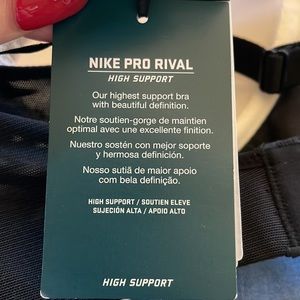 NIKE PRO RIVAL
HIGH SUPPORT
Our highest support bra
with beautiful definition.
Notre soutien-gorge de maintien
optimal avec une excellente finition.
Nuestro sostén con mejor soporte
y hermosa definición.
Nosso sutiã de maior apoio
com bela definição.
HIGH SUPPORT / SOUTIEN ELEVE
SUJECIÓN ALTA / APOIO ALTO
HIGH SUPPORT